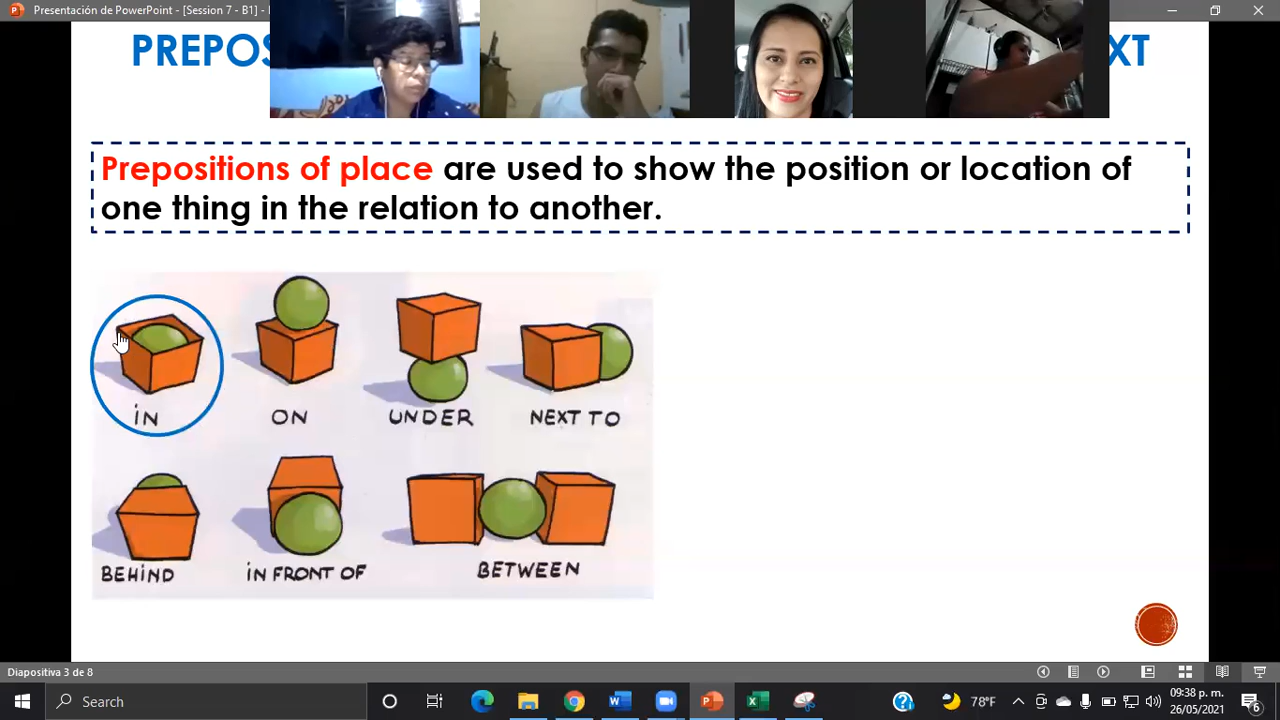 Presentación de PowerPoint - [Session 7 - B1] -
PREPOS
XT
Prepositions of place are used to show the position or location of
one thing in the relation to another.
iN
ON
UNDER
NEXT TO
BEHiND
iN FRONT OF
BETWEEN
Diapositiva 3 de 8
Search
78°F
09:38 p. m.
26/05/2021
6